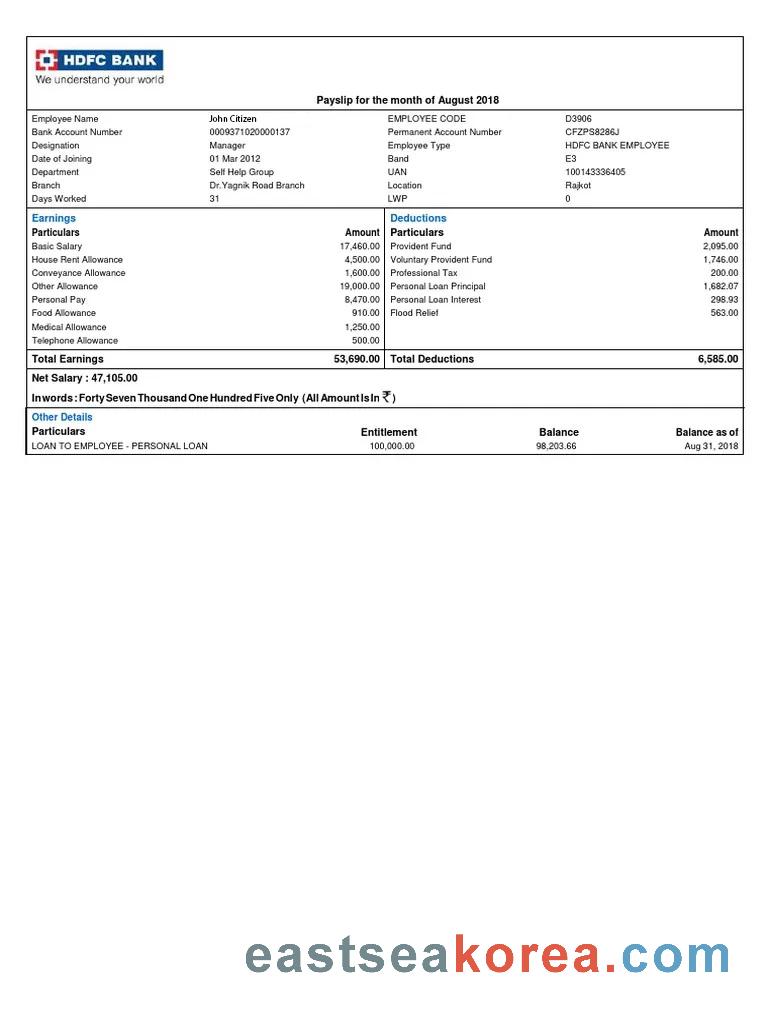 HDFC BANK
We understand your world
Payslip for the month of August 2018
Employee Name John Citizen EMPLOYEE CODE D3906
Bank Account Number 0009371020000137 Permanent Account Number CFZPS8286J
Designation Manager Employee Type HDFC BANK EMPLOYEE
Date of Joining 01 Mar 2012 Band E3
Department Self Help Group UAN 100143336405
Branch Dr.Yagnik Road Branch Location Rajkot
Days Worked 31 LWP 0
Earnings Deductions
Particulars Amount Particulars Amount
Basic Salary 17,460.00 Provident Fund 2,095.00
House Rent Allowance 4,500.00 Voluntary Provident Fund 1,746.00
Conveyance Allowance 1,600.00 Professional Tax 200.00
Other Allowance 19,000.00 Personal Loan Principal 1,682.07
Personal Pay 8,470.00 Personal Loan Interest 298.93
Food Allowance 910.00 Flood Relief 563.00
Medical Allowance 1,250.00
Telephone Allowance 500.00
Total Earnings 53,690.00 Total Deductions 6,585.00
Net Salary : 47,105.00
In words : Forty Seven Thousand One Hundred Five Only (All Amount Is In ₹)
Other Details
Particulars Entitlement Balance Balance as of
LOAN TO EMPLOYEE - PERSONAL LOAN 100,000.00 98,203.66 Aug 31, 2018
eastseakorea.com